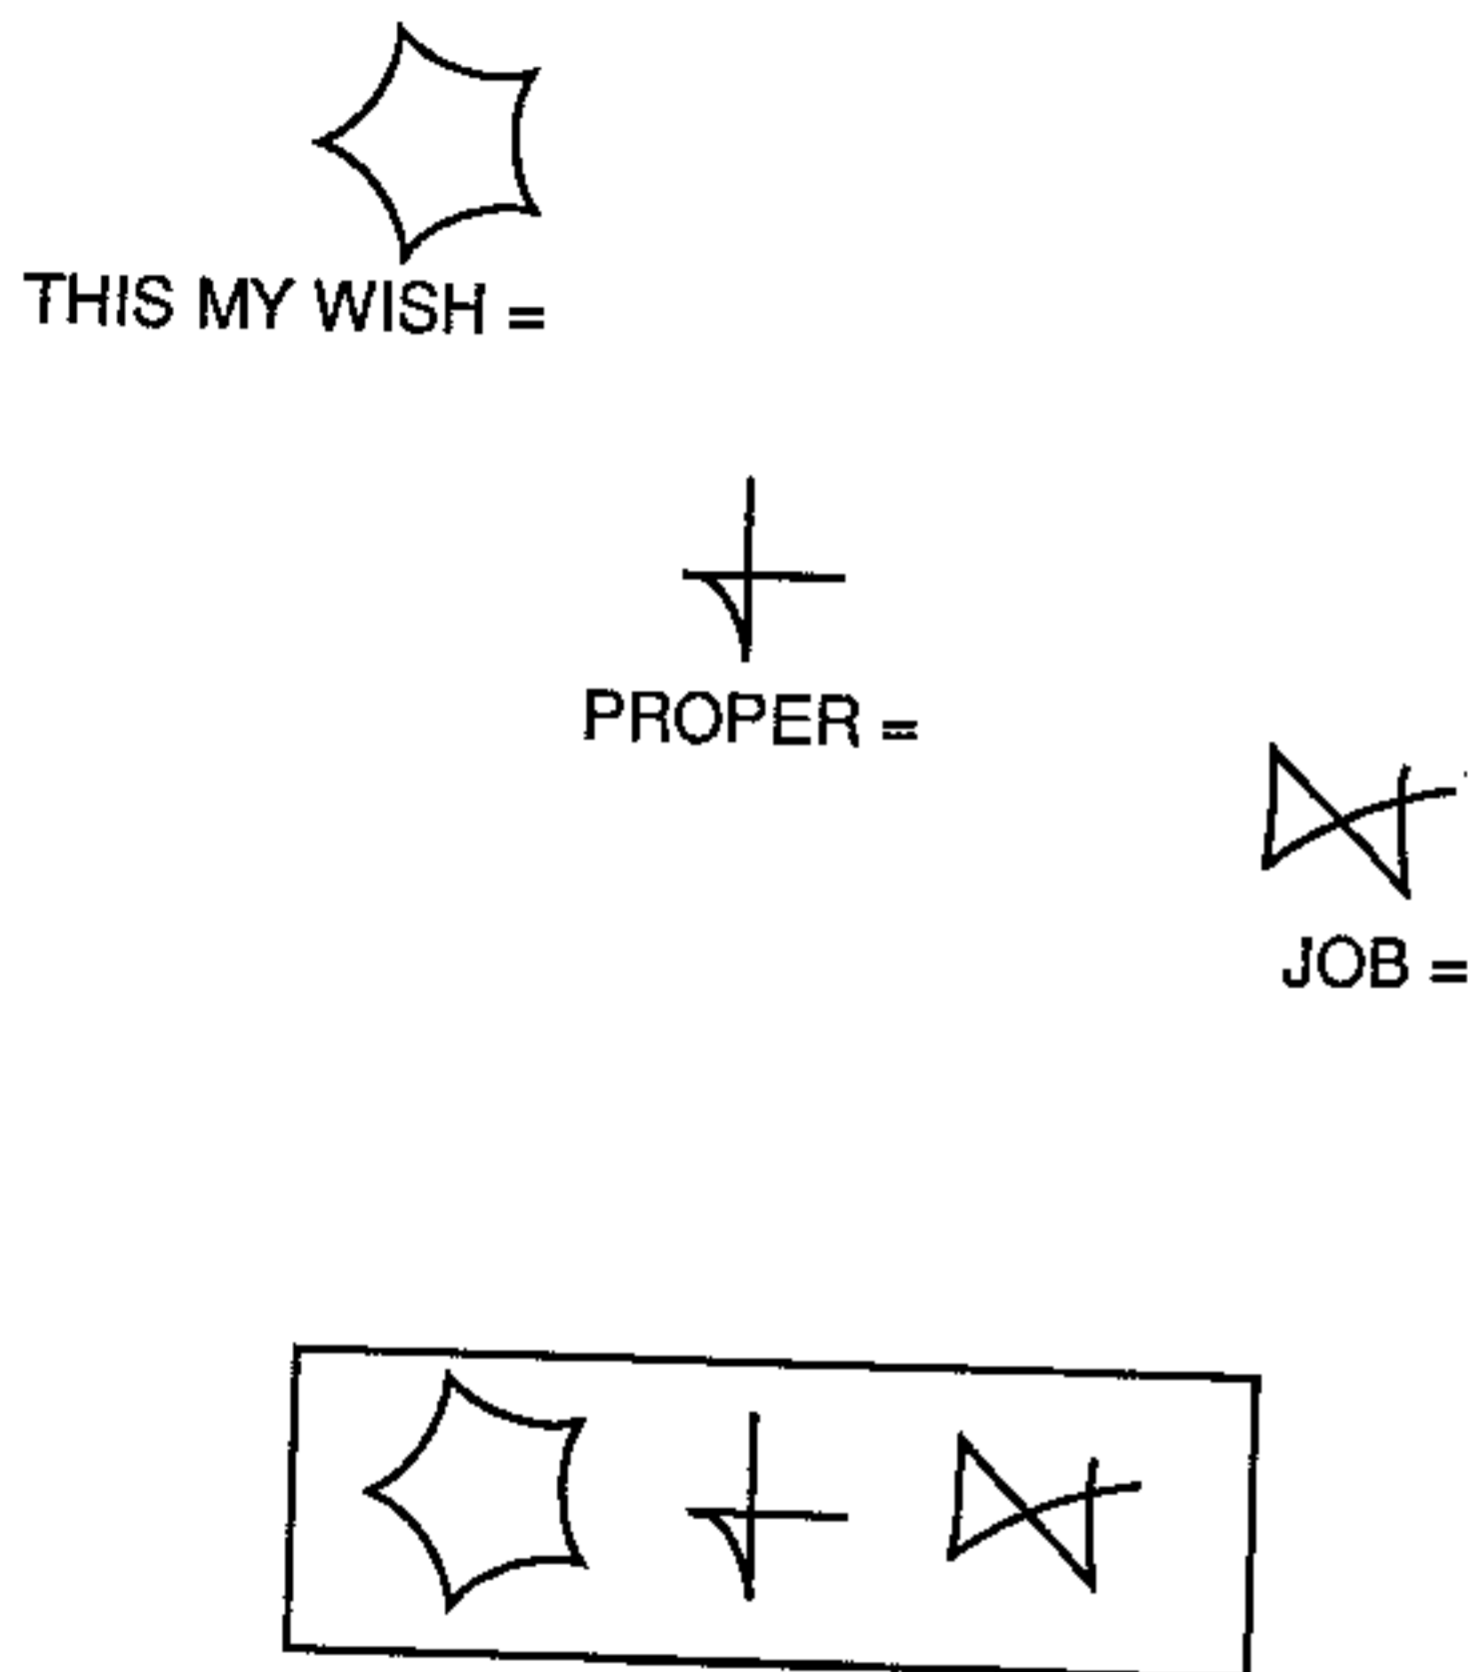 THIS MY WISH =
PROPER =
JOB =